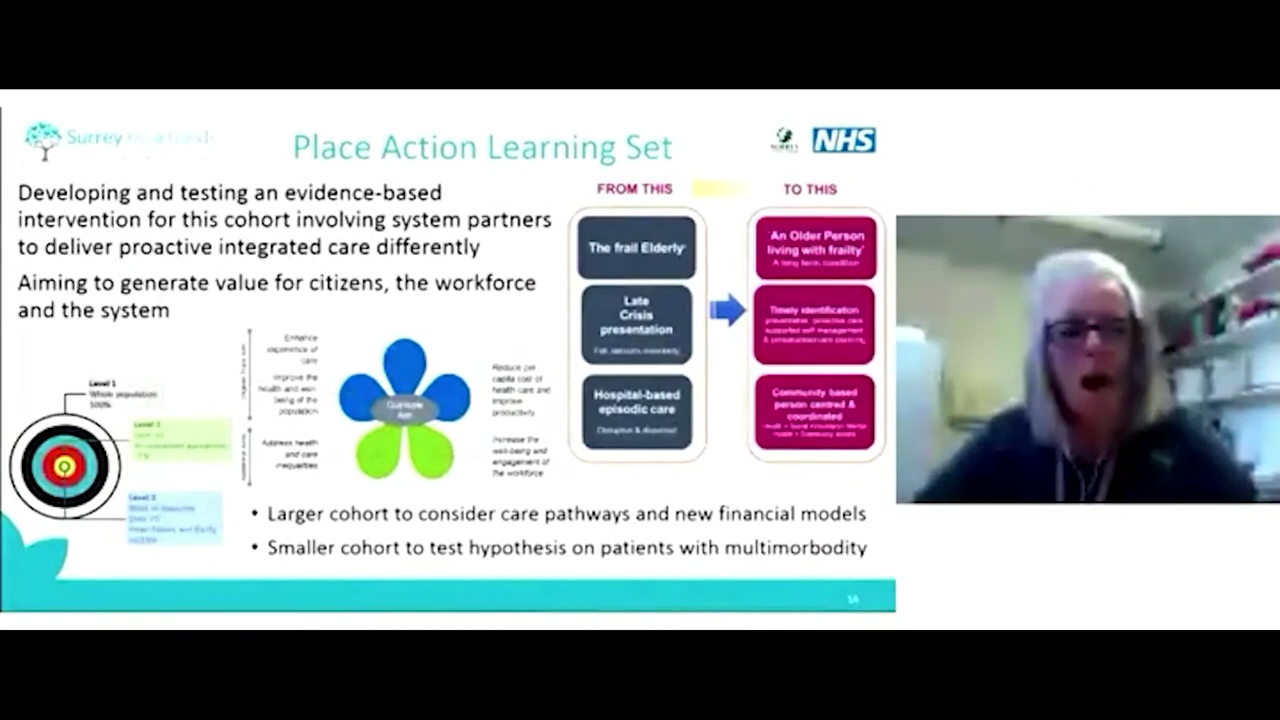 Surrey
Place Action Learning Set
NHS
Developing and testing an evidence-based
intervention for this cohort involving system partners
to deliver proactive integrated care differently
Aiming to generate value for citizens, the workforce
and the system
FROM THIS
TO THIS
The frail Elderly'
Late
Crisis
presentation
Hospital-based
episodic care
'An Older Person
living with frailty'
A long term condition
Timely identification
Community based
person centred &
coordinated
Enhance
experience of
care
Improve the
health and well-
being of the
population
Address health
and care
inequalities
Quintuple
Aim
Reduce per
capita cost of
health care and
improve
productivity
Increase the
well-being and
engagement of
the workforce
Level 1
Whole population
100%
• Larger cohort to consider care pathways and new financial models
• Smaller cohort to test hypothesis on patients with multimorbodity